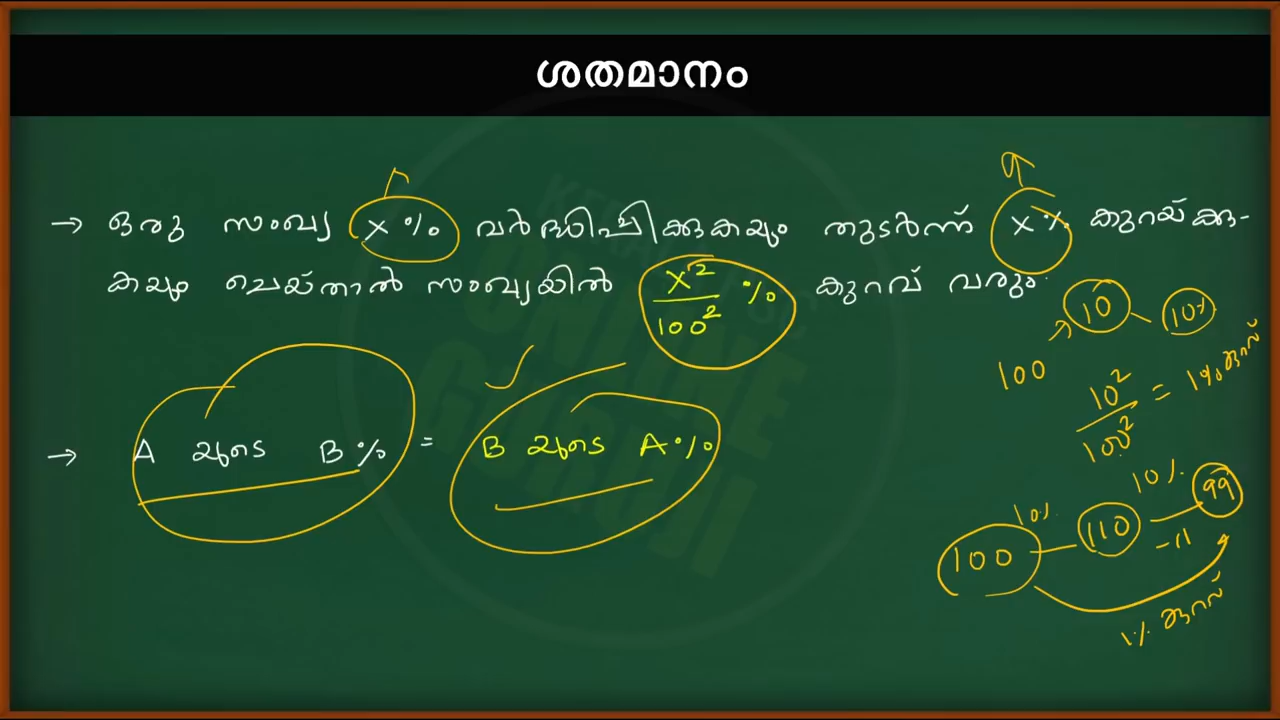 ശതമാനം
→ ഒരു സംഖ്യ x % വർദ്ധിപ്പിക്കുകയും തുടർന്ന് x % കുറയ്ക്കു-
കയും ചെയ്താൽ സംഖ്യയിൽ x²/100² % കുറവ് വരും.
100 10 10%
10²/100² = 1% കുറവ്
→ A യുടെ B % = B യുടെ A %
100 10% 110 10% -11 99
1% കുറവ്